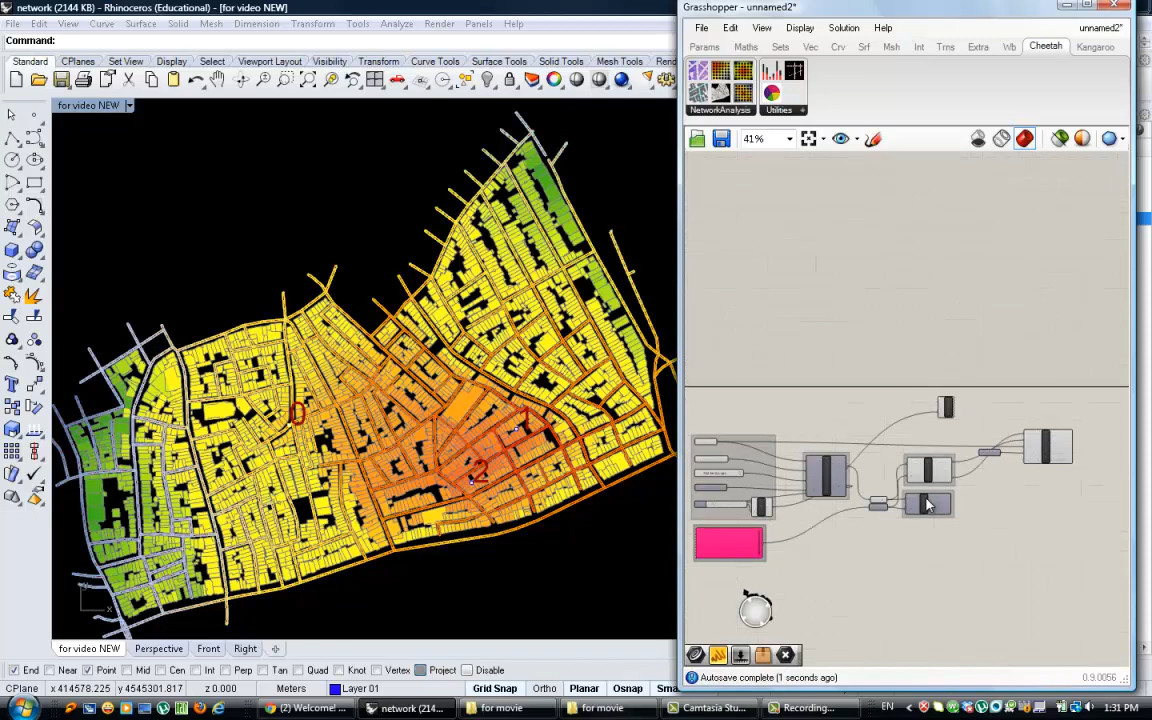 network (2144 KB) - Rhinoceros (Educational) - [for video NEW]
File Edit View Curve Surface Solid Mesh Dimension Transform Tools Analyze Render Panels Help
Command:
Standard CPlanes Set View Display Select Viewport Layout Visibility Transform Curve Tools Surface Tools Solid Tools Mesh Tools
for video NEW
0
1
2
for video NEW Perspective Front Right
End Near Point Mid Cen Int Perp Tan Quad Knot Vertex Project Disable
CPlane x 414578.225 y 4545301.817 z 0.000 Meters Layer 01 Grid Snap Ortho Planar Osnap
Grasshopper - unnamed2*
File Edit View Display Solution Help unnamed2*
Params Maths Sets Vec Crv Srf Msh Int Trns Extra Wb Cheetah Kangaroo
NetworkAnalysis Utilities
41%
Autosave complete (1 seconds ago) 0.9.0056
(2) Welcome! ... network (214... for movie for movie Camtasia Stu... Recording... EN 1:31 PM